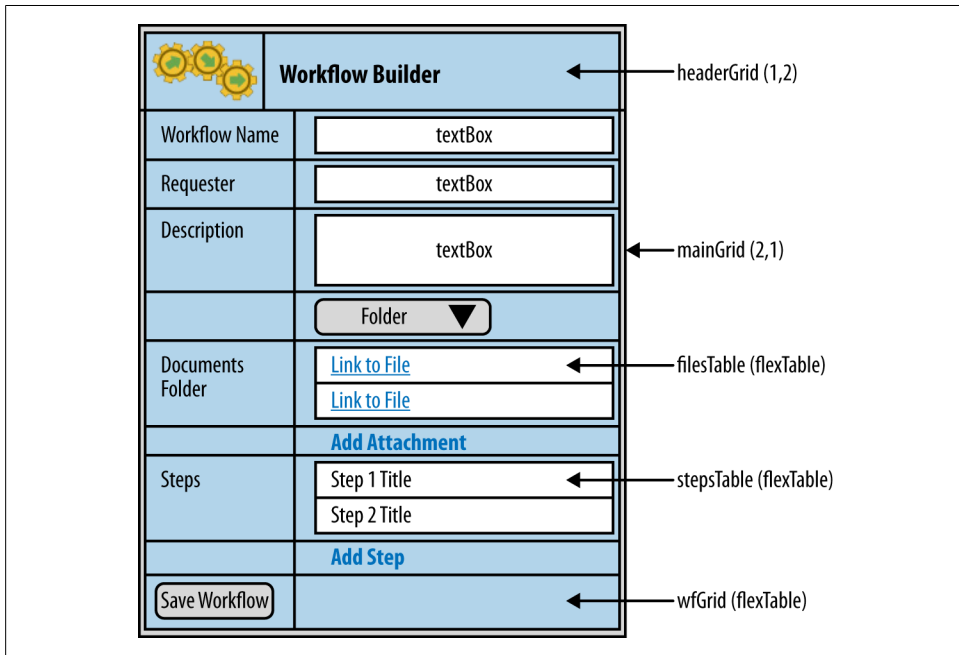 Workflow Builder
headerGrid (1,2)
Workflow Name
textBox
Requester
textBox
Description
textBox
mainGrid (2,1)
Folder
Documents
Folder
Link to File
filesTable (flexTable)
Link to File
Add Attachment
Steps
Step 1 Title
stepsTable (flexTable)
Step 2 Title
Add Step
Save Workflow
wfGrid (flexTable)